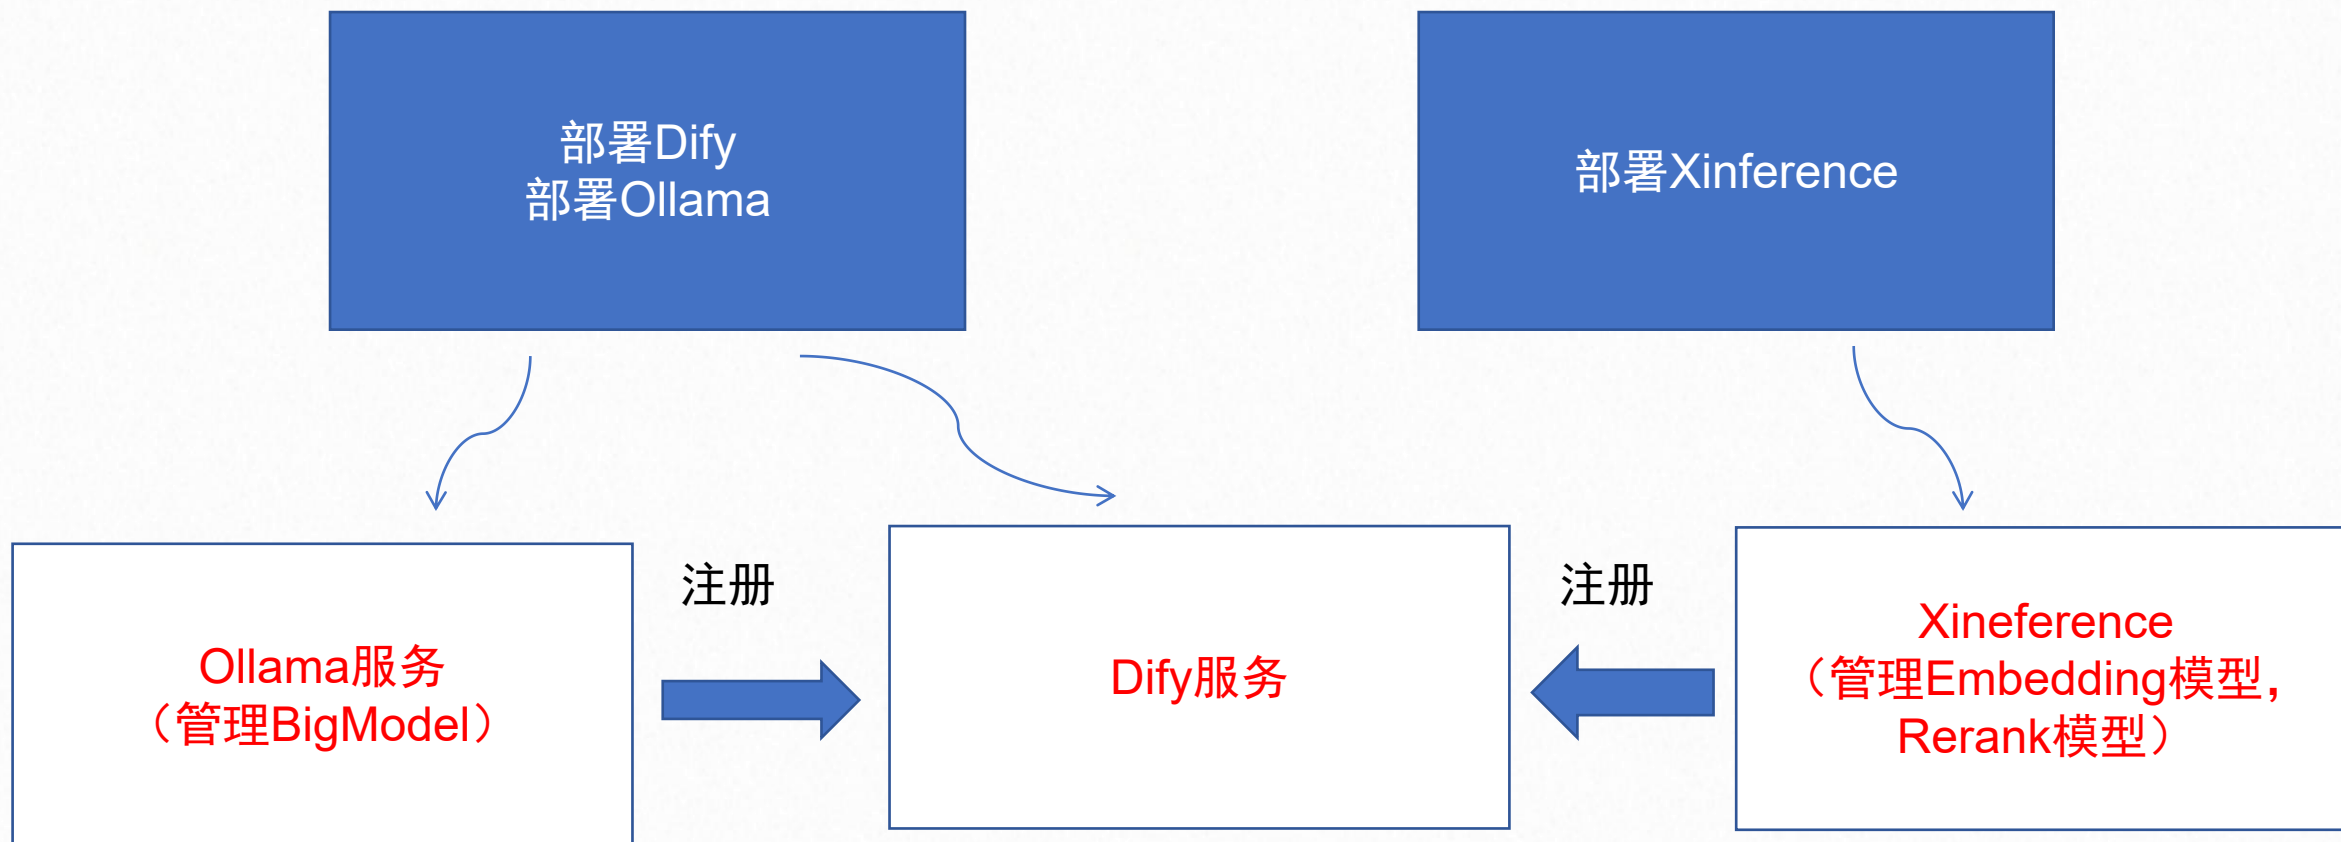 部署Dify
部署Ollama
部署Xinference
注册
注册
Ollama服务
（管理BigModel）
Dify服务
Xineference
（管理Embedding模型，
Rerank模型）